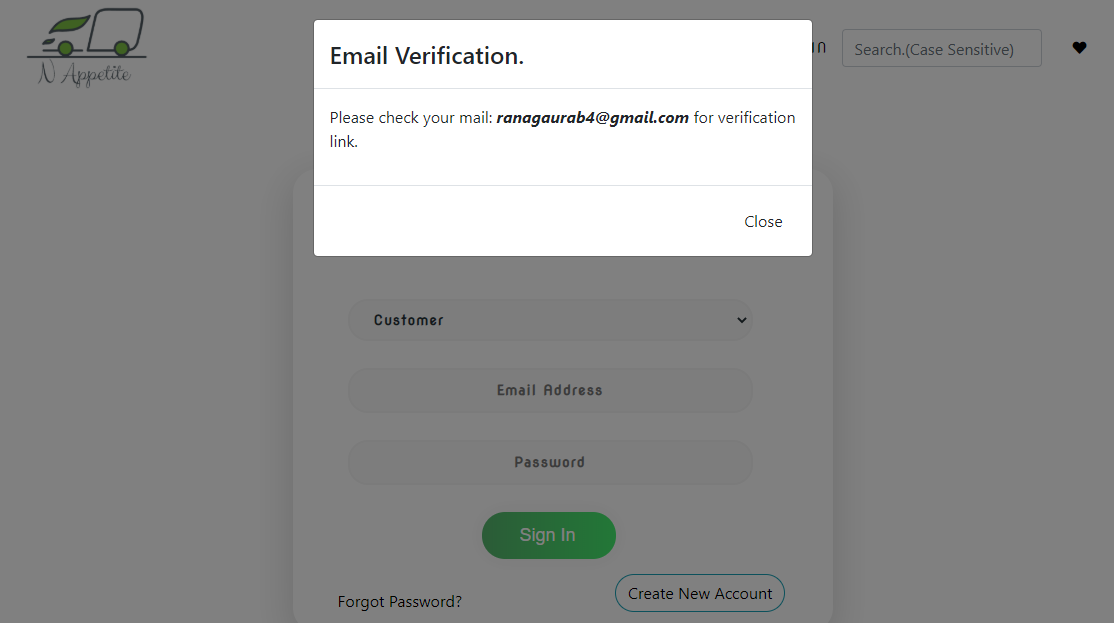 N Appetite
Search.(Case Sensitive)
Email Verification.
Please check your mail: ranagaurab4@gmail.com for verification
link.
Close
Customer
Email Address
Password
Sign In
Forgot Password?
Create New Account